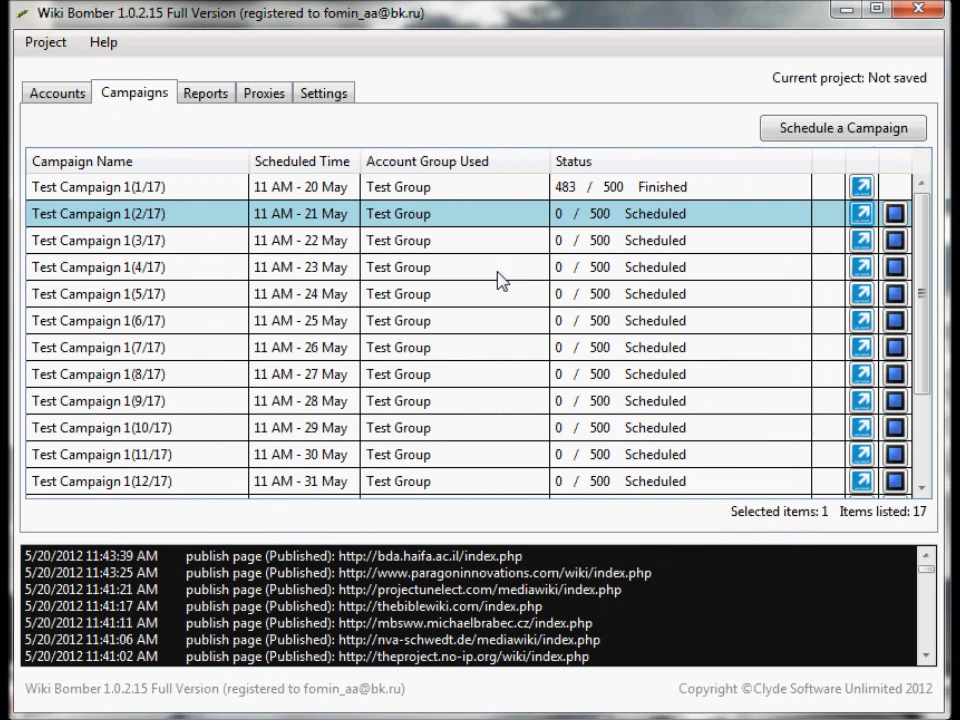 Wiki Bomber 1.0.2.15 Full Version (registered to fomin_aa@bk.ru)
Project Help
Current project: Not saved
Accounts Campaigns Reports Proxies Settings
Schedule a Campaign
Campaign Name Scheduled Time Account Group Used Status
Test Campaign 1(1/17) 11 AM - 20 May Test Group 483 / 500 Finished
Test Campaign 1(2/17) 11 AM - 21 May Test Group 0 / 500 Scheduled
Test Campaign 1(3/17) 11 AM - 22 May Test Group 0 / 500 Scheduled
Test Campaign 1(4/17) 11 AM - 23 May Test Group 0 / 500 Scheduled
Test Campaign 1(5/17) 11 AM - 24 May Test Group 0 / 500 Scheduled
Test Campaign 1(6/17) 11 AM - 25 May Test Group 0 / 500 Scheduled
Test Campaign 1(7/17) 11 AM - 26 May Test Group 0 / 500 Scheduled
Test Campaign 1(8/17) 11 AM - 27 May Test Group 0 / 500 Scheduled
Test Campaign 1(9/17) 11 AM - 28 May Test Group 0 / 500 Scheduled
Test Campaign 1(10/17) 11 AM - 29 May Test Group 0 / 500 Scheduled
Test Campaign 1(11/17) 11 AM - 30 May Test Group 0 / 500 Scheduled
Test Campaign 1(12/17) 11 AM - 31 May Test Group 0 / 500 Scheduled
Selected items: 1 Items listed: 17
5/20/2012 11:43:39 AM publish page (Published): http://bda.haifa.ac.il/index.php
5/20/2012 11:43:25 AM publish page (Published): http://www.paragoninnovations.com/wiki/index.php
5/20/2012 11:41:21 AM publish page (Published): http://projectunelect.com/mediawiki/index.php
5/20/2012 11:41:17 AM publish page (Published): http://thebiblewiki.com/index.php
5/20/2012 11:41:11 AM publish page (Published): http://mbsww.michaelbrabec.cz/index.php
5/20/2012 11:41:06 AM publish page (Published): http://nva-schwedt.de/mediawiki/index.php
5/20/2012 11:41:02 AM publish page (Published): http://theproject.no-ip.org/wiki/index.php
Wiki Bomber 1.0.2.15 Full Version (registered to fomin_aa@bk.ru) Copyright ©Clyde Software Unlimited 2012